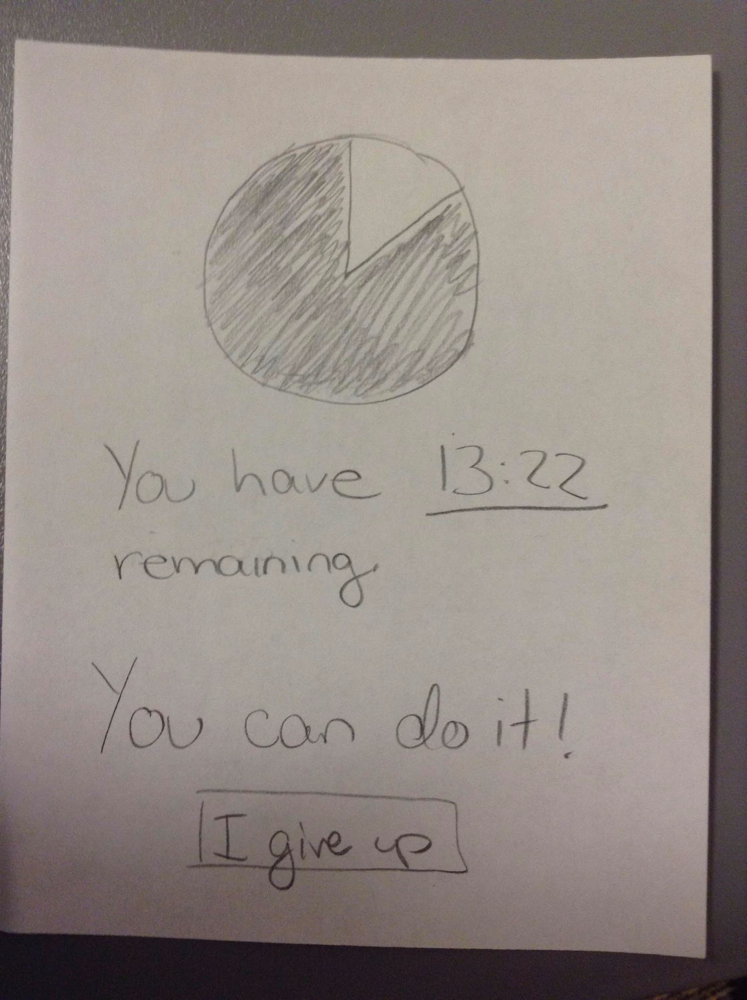 You have 13:22
remaining.
You can do it!
I give up